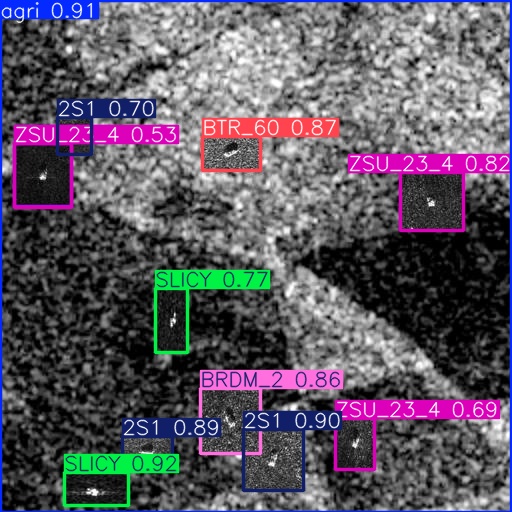 agri 0.91
2S1 0.70
ZSU_23_4 0.53
BTR_60 0.87
ZSU_23_4 0.82
SLICY 0.77
BRDM_2 0.86
2S1 0.89
2S1 0.90
ZSU_23_4 0.69
SLICY 0.92